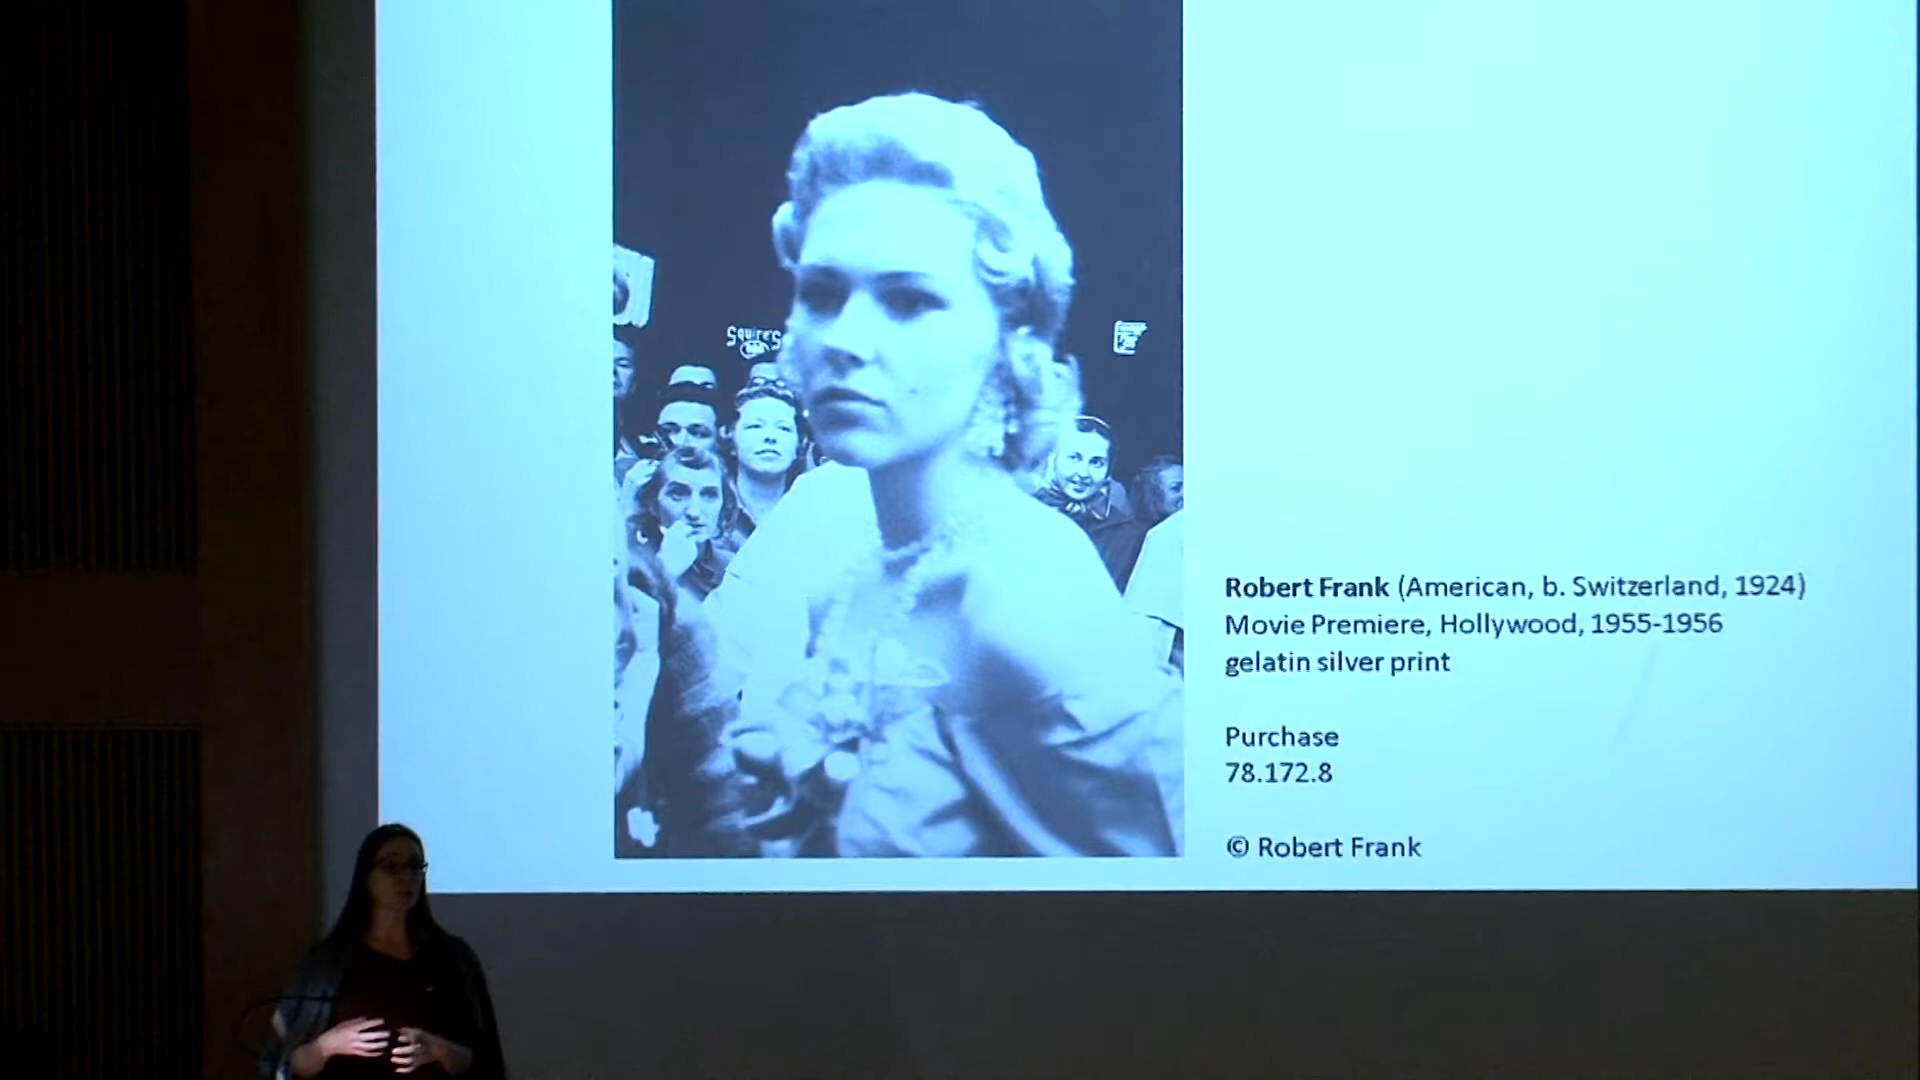 Squire's
Robert Frank (American, b. Switzerland, 1924)
Movie Premiere, Hollywood, 1955-1956
gelatin silver print
Purchase
78.172.8
© Robert Frank